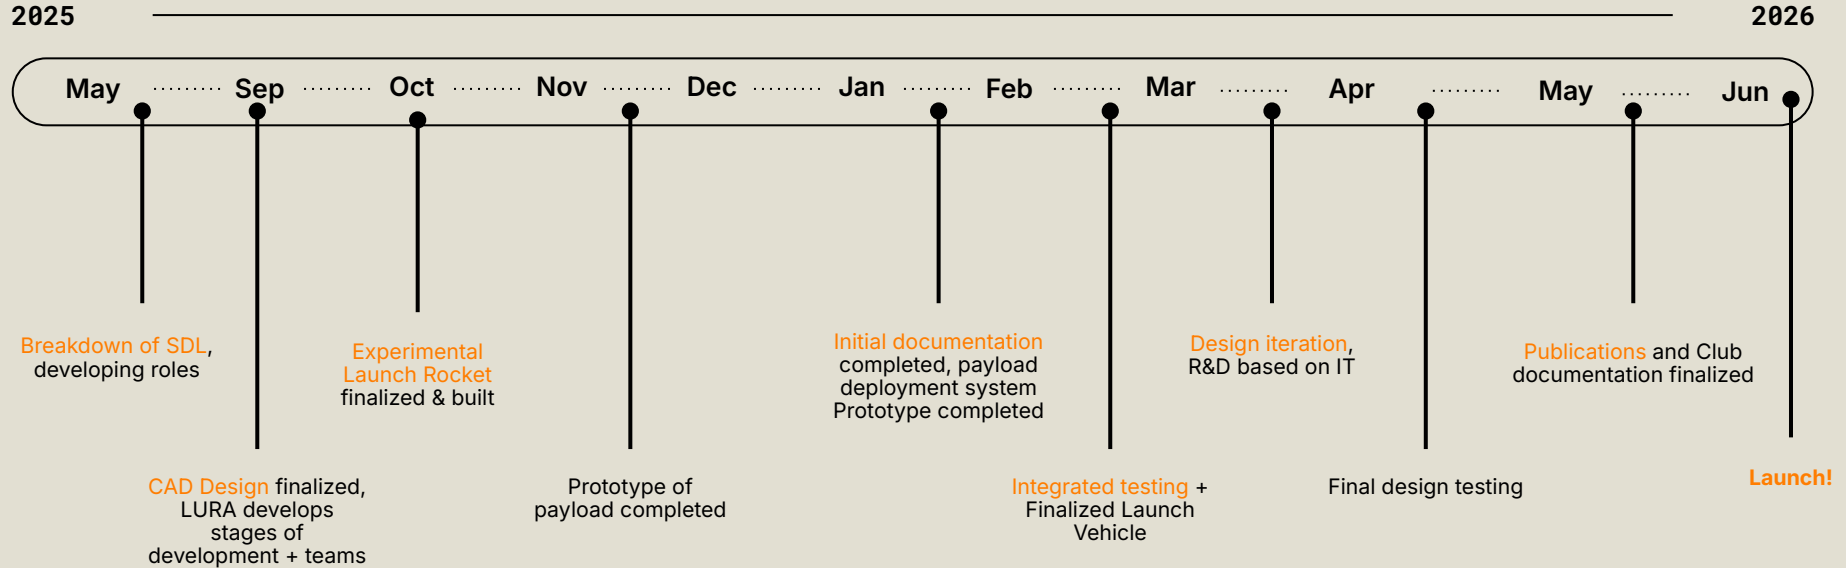 2025
2026
May
Sep
Oct
Nov
Dec
Jan
Feb
Mar
Apr
May
Jun
Breakdown of SDL,
developing roles
CAD Design finalized,
LURA develops
stages of
development + teams
Experimental
Launch Rocket
finalized & built
Prototype of
payload completed
Initial documentation
completed, payload
deployment system
Prototype completed
Integrated testing +
Finalized Launch
Vehicle
Design iteration,
R&D based on IT
Final design testing
Publications and Club
documentation finalized
Launch!